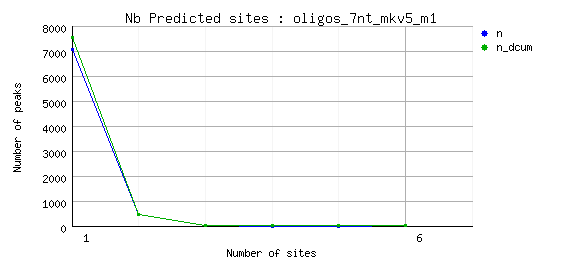 Nb Predicted sites : oligos_7nt_mkv5_m1
n
n_dcum
8000
7000
6000
5000
4000
3000
2000
1000
0
Number of peaks
1 6
Number of sites